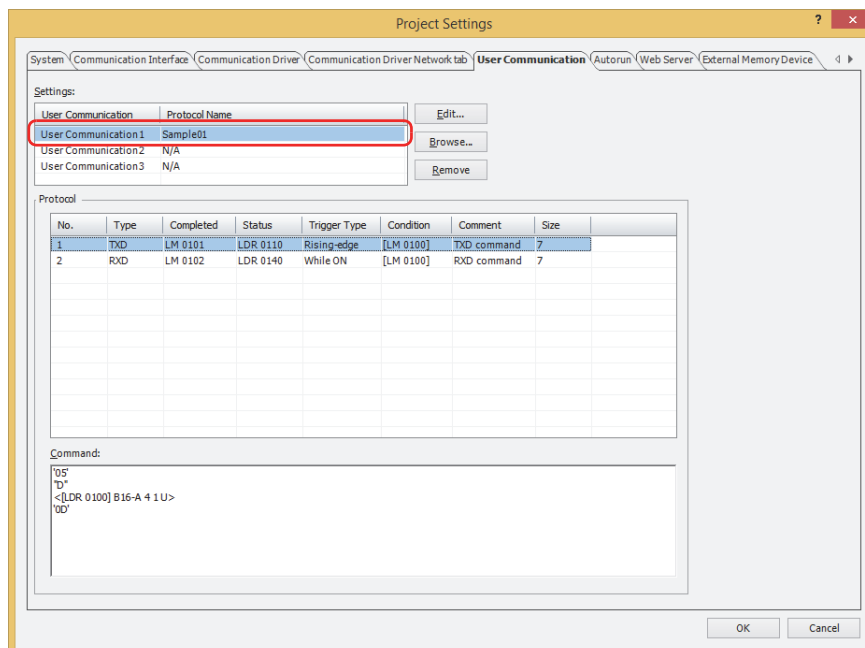 Project Settings
?
System Communication Interface Communication Driver Communication Driver Network tab User Communication Autorun Web Server External Memory Device
Settings:
User Communication Protocol Name
User Communication1 Sample01
User Communication2 N/A
User Communication3 N/A
Edit...
Browse...
Remove
Protocol
No. Type Completed Status Trigger Type Condition Comment Size
1 TXD LM 0101 LDR 0110 Rising-edge [LM 0100] TXD command 7
2 RXD LM 0102 LDR 0140 While ON [LM 0100] RXD command 7
Command:
'05'
"D"
<[LDR 0100] B16-A 4 1 U>
'0D'
OK Cancel